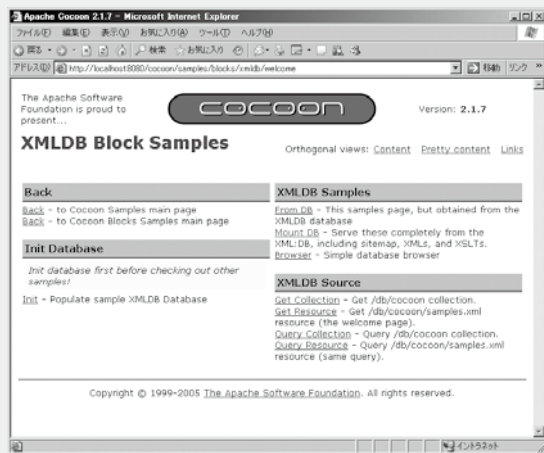 Apache Cocoon 2.1.7 - Microsoft Internet Explorer
ファイル(F) 編集(E) 表示(V) お気に入り(A) ツール(T) ヘルプ(H)
戻る 検索 お気に入り
アドレス(D) http://localhost:8080/cocoon/samples/blocks/xmldb/welcome 移動 リンク »
The Apache Software
Foundation is proud to
present...
COCOON
Version: 2.1.7
XMLDB Block Samples
Orthogonal views: Content Pretty content Links
Back
Back - to Cocoon Samples main page
Back - to Cocoon Blocks Samples main page
Init Database
Init database first before checking out other
samples!
Init - Populate sample XMLDB Database
XMLDB Samples
From DB - This samples page, but obtained from the
XMLDB database
Mount DB - Serve these completely from the
XML:DB, including sitemap, XMLs, and XSLTs.
Browser - Simple database browser
XMLDB Source
Get Collection - Get /db/cocoon collection.
Get Resource - Get /db/cocoon/samples.xml
resource (the welcome page).
Query Collection - Query /db/cocoon collection.
Query Resource - Query /db/cocoon/samples.xml
resource (same query).
Copyright © 1999-2005 The Apache Software Foundation. All rights reserved.
イントラネット